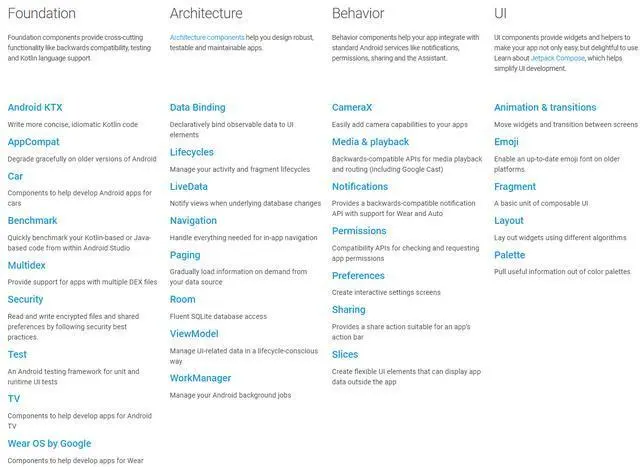 Foundation
Foundation components provide cross-cutting
functionality like backwards compatibility, testing
and Kotlin language support
Android KTX
Write more concise, idiomatic Kotlin code
AppCompat
Degrade gracefully on older versions of Android
Car
Components to help develop Android apps for
cars
Benchmark
Quickly benchmark your Kotlin-based or Java-
based code from within Android Studio
Multidex
Provide support for apps with multiple DEX files
Security
Read and write encrypted files and shared
preferences by following security best
practices.
Test
An Android testing framework for unit and
runtime UI tests
TV
Components to help develop apps for Android
TV
Wear OS by Google
Components to help develop apps for Wear
Architecture
Architecture components help you design robust,
testable and maintainable apps.
Data Binding
Declaratively bind observable data to UI
elements
Lifecycles
Manage your activity and fragment lifecycles
LiveData
Notify views when underlying database changes
Navigation
Handle everything needed for in-app navigation
Paging
Gradually load information on demand from
your data source
Room
Fluent SQLite database access
ViewModel
Manage UI-related data in a lifecycle-conscious
way
WorkManager
Manage your Android background jobs
Behavior
Behavior components help your app integrate with
standard Android services like notifications,
permissions, sharing and the Assistant.
CameraX
Easily add camera capabilities to your apps
Media & playback
Backwards-compatible APIs for media playback
and routing (including Google Cast)
Notifications
Provides a backwards-compatible notification
API with support for Wear and Auto
Permissions
Compatibility APIs for checking and requesting
app permissions
Preferences
Create interactive settings screens
Sharing
Provides a share action suitable for an app's
action bar
Slices
Create flexible UI elements that can display app
data outside the app
UI
UI components provide widgets and helpers to
make your app not only easy, but delightful to use.
Learn about Jetpack Compose, which helps
simplify UI development.
Animation & transitions
Move widgets and transition between screens
Emoji
Enable an up-to-date emoji font on older
platforms.
Fragment
A basic unit of composable UI
Layout
Lay out widgets using different algorithms
Palette
Pull useful information out of color palettes